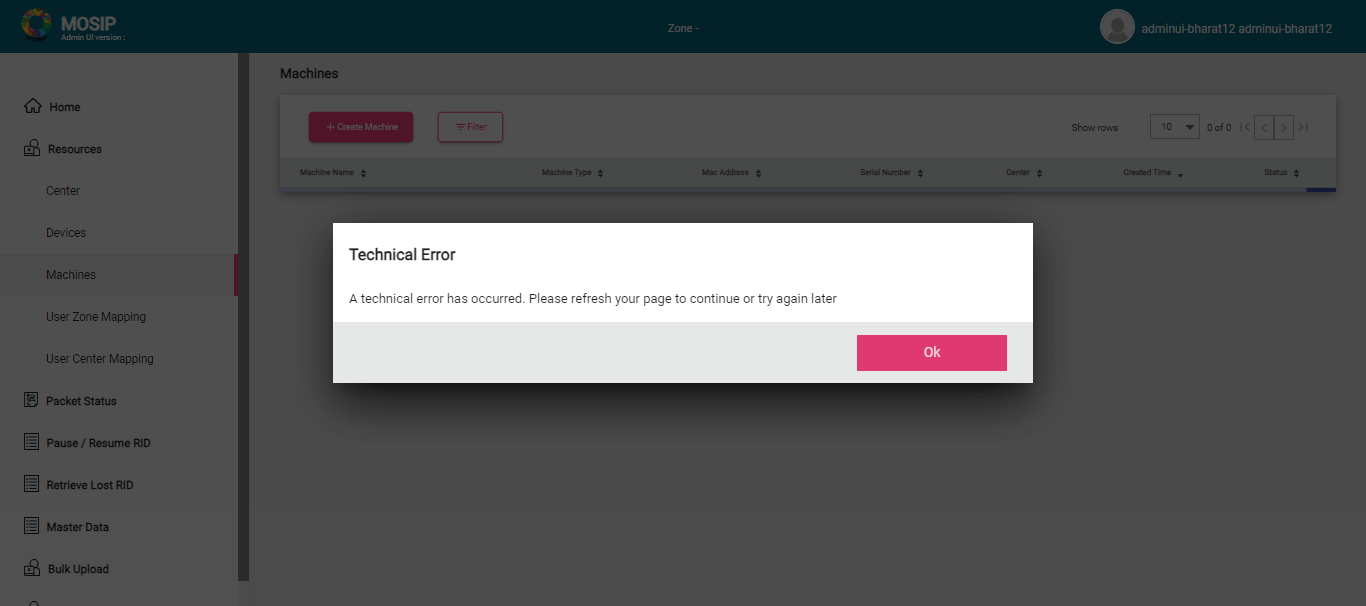 MOSIP
Admin UI version :
Zone -
adminui-bharat12 adminui-bharat12
Home
Resources
Center
Devices
Machines
User Zone Mapping
User Center Mapping
Packet Status
Pause / Resume RID
Retrieve Lost RID
Master Data
Bulk Upload
Machines
+ Create Machine
Filter
Show rows
10
0 of 0
Machine Name
Machine Type
Mac Address
Serial Number
Center
Created Time
Status
Technical Error
A technical error has occurred. Please refresh your page to continue or try again later
Ok